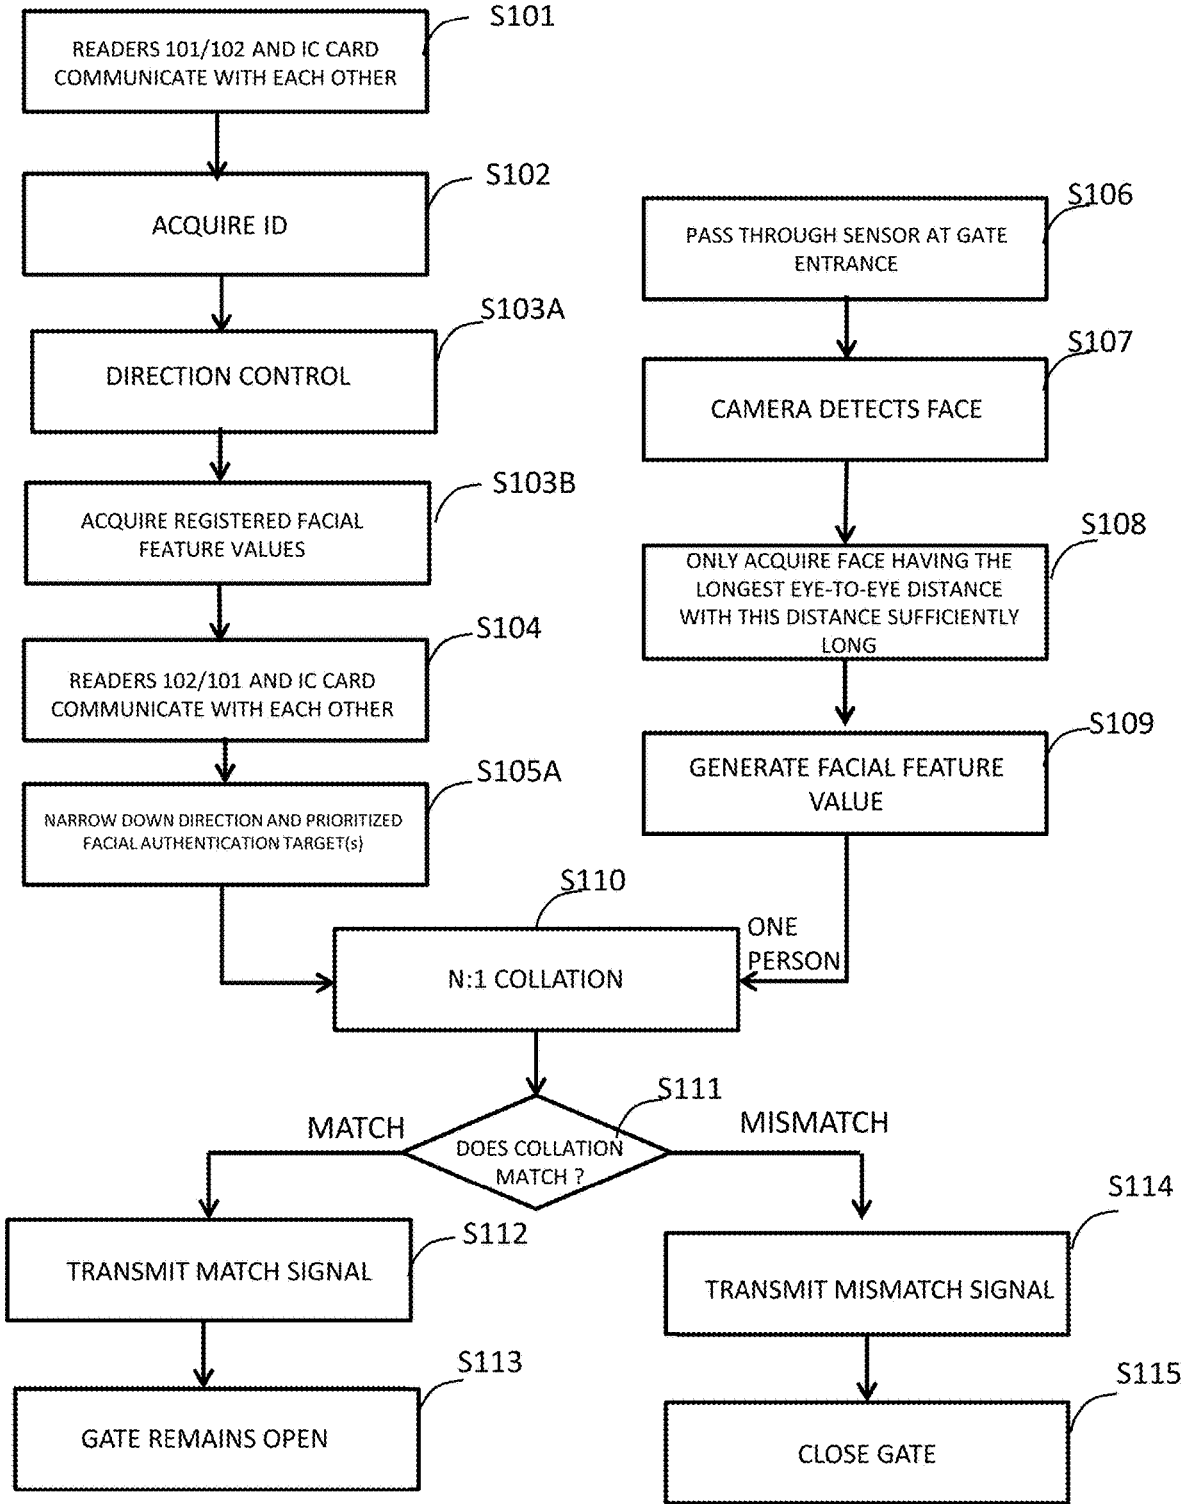 S101
READERS 101/102 AND IC CARD
COMMUNICATE WITH EACH OTHER
S102
ACQUIRE ID
S103A
DIRECTION CONTROL
S103B
ACQUIRE REGISTERED FACIAL
FEATURE VALUES
S104
READERS 102/101 AND IC CARD
COMMUNICATE WITH EACH OTHER
S105A
NARROW DOWN DIRECTION AND PRIORITIZED
FACIAL AUTHENTICATION TARGET(s)
S106
PASS THROUGH SENSOR AT GATE
ENTRANCE
S107
CAMERA DETECTS FACE
S108
ONLY ACQUIRE FACE HAVING THE
LONGEST EYE-TO-EYE DISTANCE
WITH THIS DISTANCE SUFFICIENTLY
LONG
S109
GENERATE FACIAL FEATURE
VALUE
S110
ONE
PERSON
N:1 COLLATION
S111
MATCH
MISMATCH
DOES COLLATION
MATCH ?
S112
TRANSMIT MATCH SIGNAL
S113
GATE REMAINS OPEN
S114
TRANSMIT MISMATCH SIGNAL
S115
CLOSE GATE